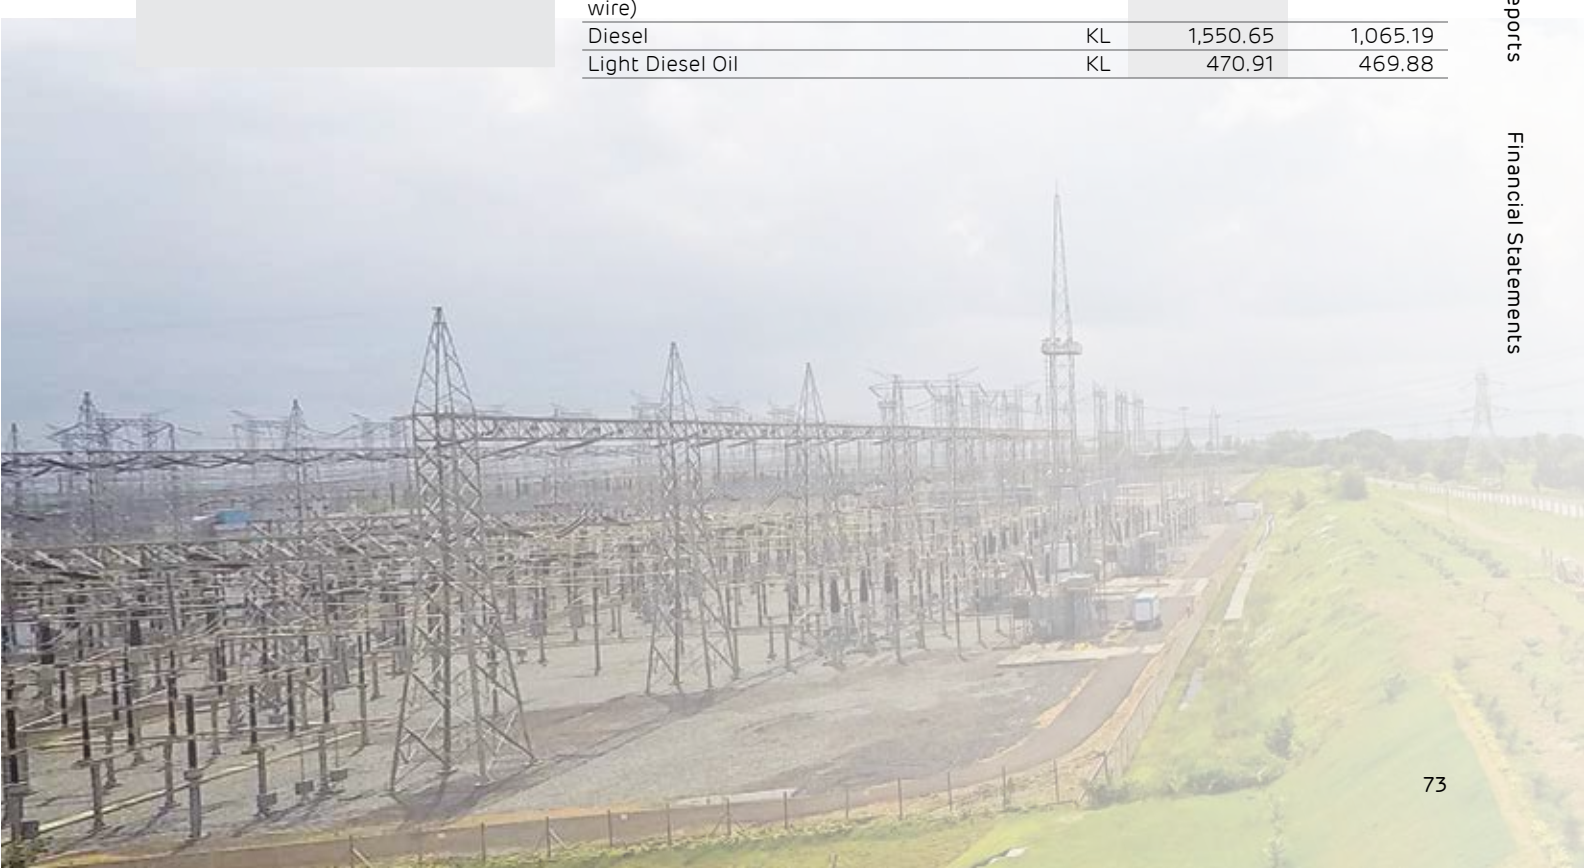 wire)
Diesel KL 1,550.65 1,065.19
Light Diesel Oil KL 470.91 469.88
eports
Financial Statements
73